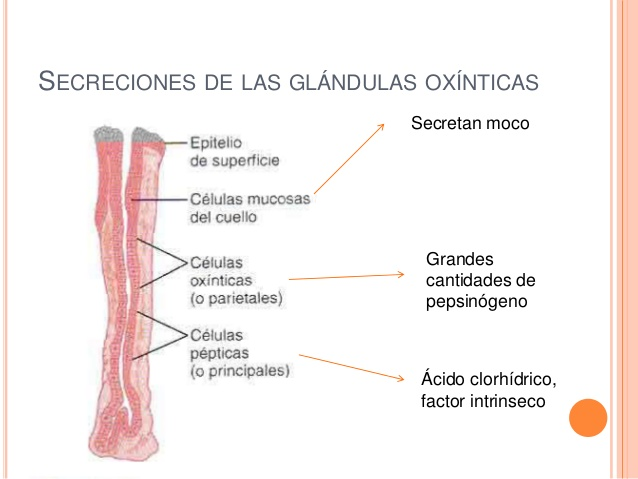 SECRECIONES DE LAS GLÁNDULAS OXÍNTICAS
Secretan moco
Epitelio
de superficie
Células mucosas
del cuello
Células
oxínticas
(o parietales)
Grandes
cantidades de
pepsinógeno
Células
pépticas
(o principales)
Ácido clorhídrico,
factor intrinseco